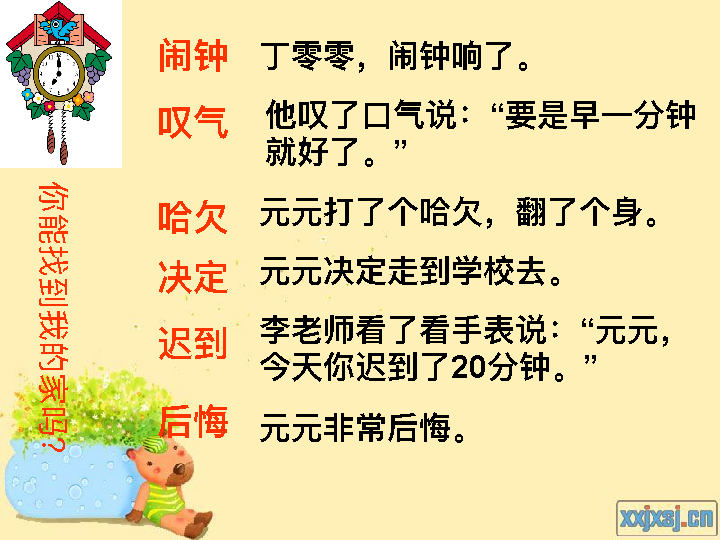 闹钟 丁零零，闹钟响了。
叹气 他叹了口气说：“要是早一分钟
就好了。”
哈欠 元元打了个哈欠，翻了个身。
决定 元元决定走到学校去。
迟到 李老师看了看手表说：“元元，
今天你迟到了20分钟。”
后悔 元元非常后悔。
你能找到我的家吗？
xxjxsj.cn